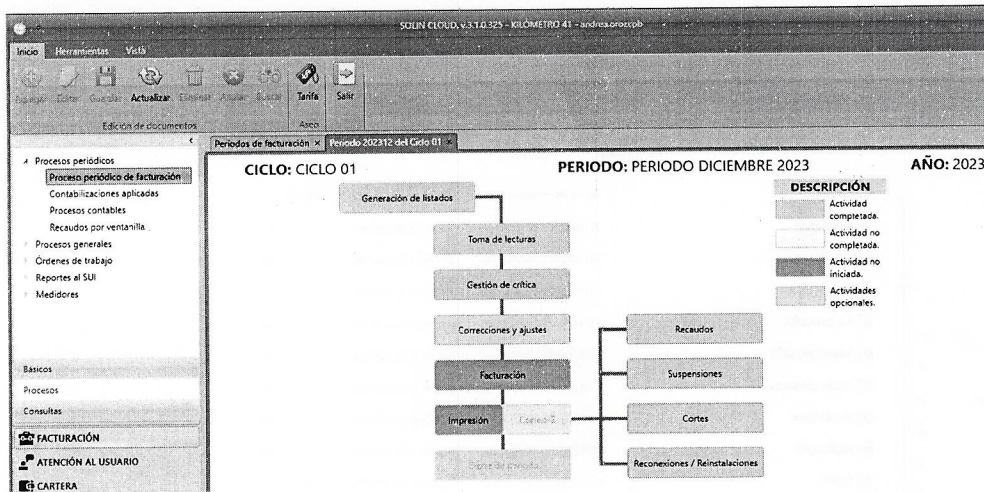 SOLIN CLOUD, v.3.1.0.325 - KILÓMETRO 41 - andrea.orozcpb
Inicio Herramientas Vista
Agregar Editar Guardar Actualizar Eliminar Anular Buscar Tarifa Salir
Edición de documentos Aseo
Periodos de facturación × Periodo 202312 del Ciclo 01 ×
Procesos periódicos
Proceso periódico de facturación
Contabilizaciones aplicadas
Procesos contables
Recaudos por ventanilla
Procesos generales
Órdenes de trabajo
Reportes al SUI
Medidores
Básicos
Procesos
Consultas
FACTURACIÓN
ATENCIÓN AL USUARIO
CARTERA
CICLO: CICLO 01 PERIODO: PERIODO DICIEMBRE 2023 AÑO: 2023
Generación de listados
Toma de lecturas
Gestión de crítica
Correcciones y ajustes
Facturación
Impresión
Recaudos
Suspensiones
Cortes
Reconexiones / Reinstalaciones
DESCRIPCIÓN
Actividad
completada.
Actividad no
completada.
Actividad no
iniciada.
Actividades
opcionales.